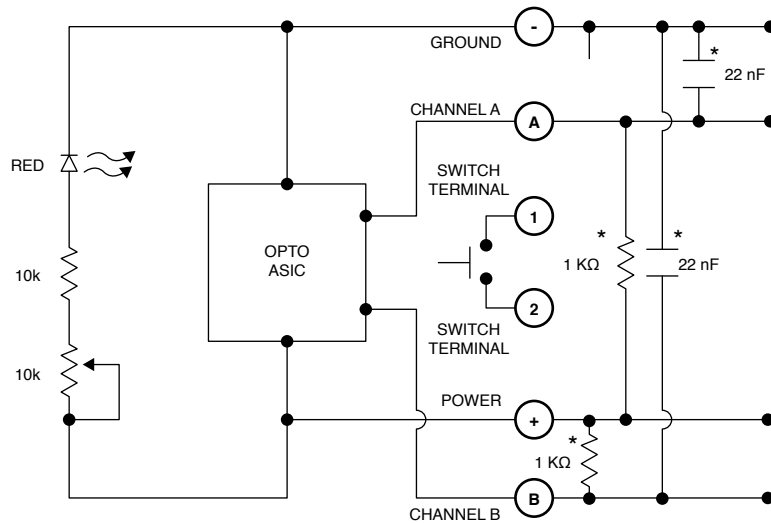 -
GROUND
*
22 nF
CHANNEL A
A
RED
SWITCH
TERMINAL
1
OPTO
ASIC
*
1 KΩ
*
22 nF
10k
2
SWITCH
TERMINAL
10k
POWER
+
*
1 KΩ
B
CHANNEL B